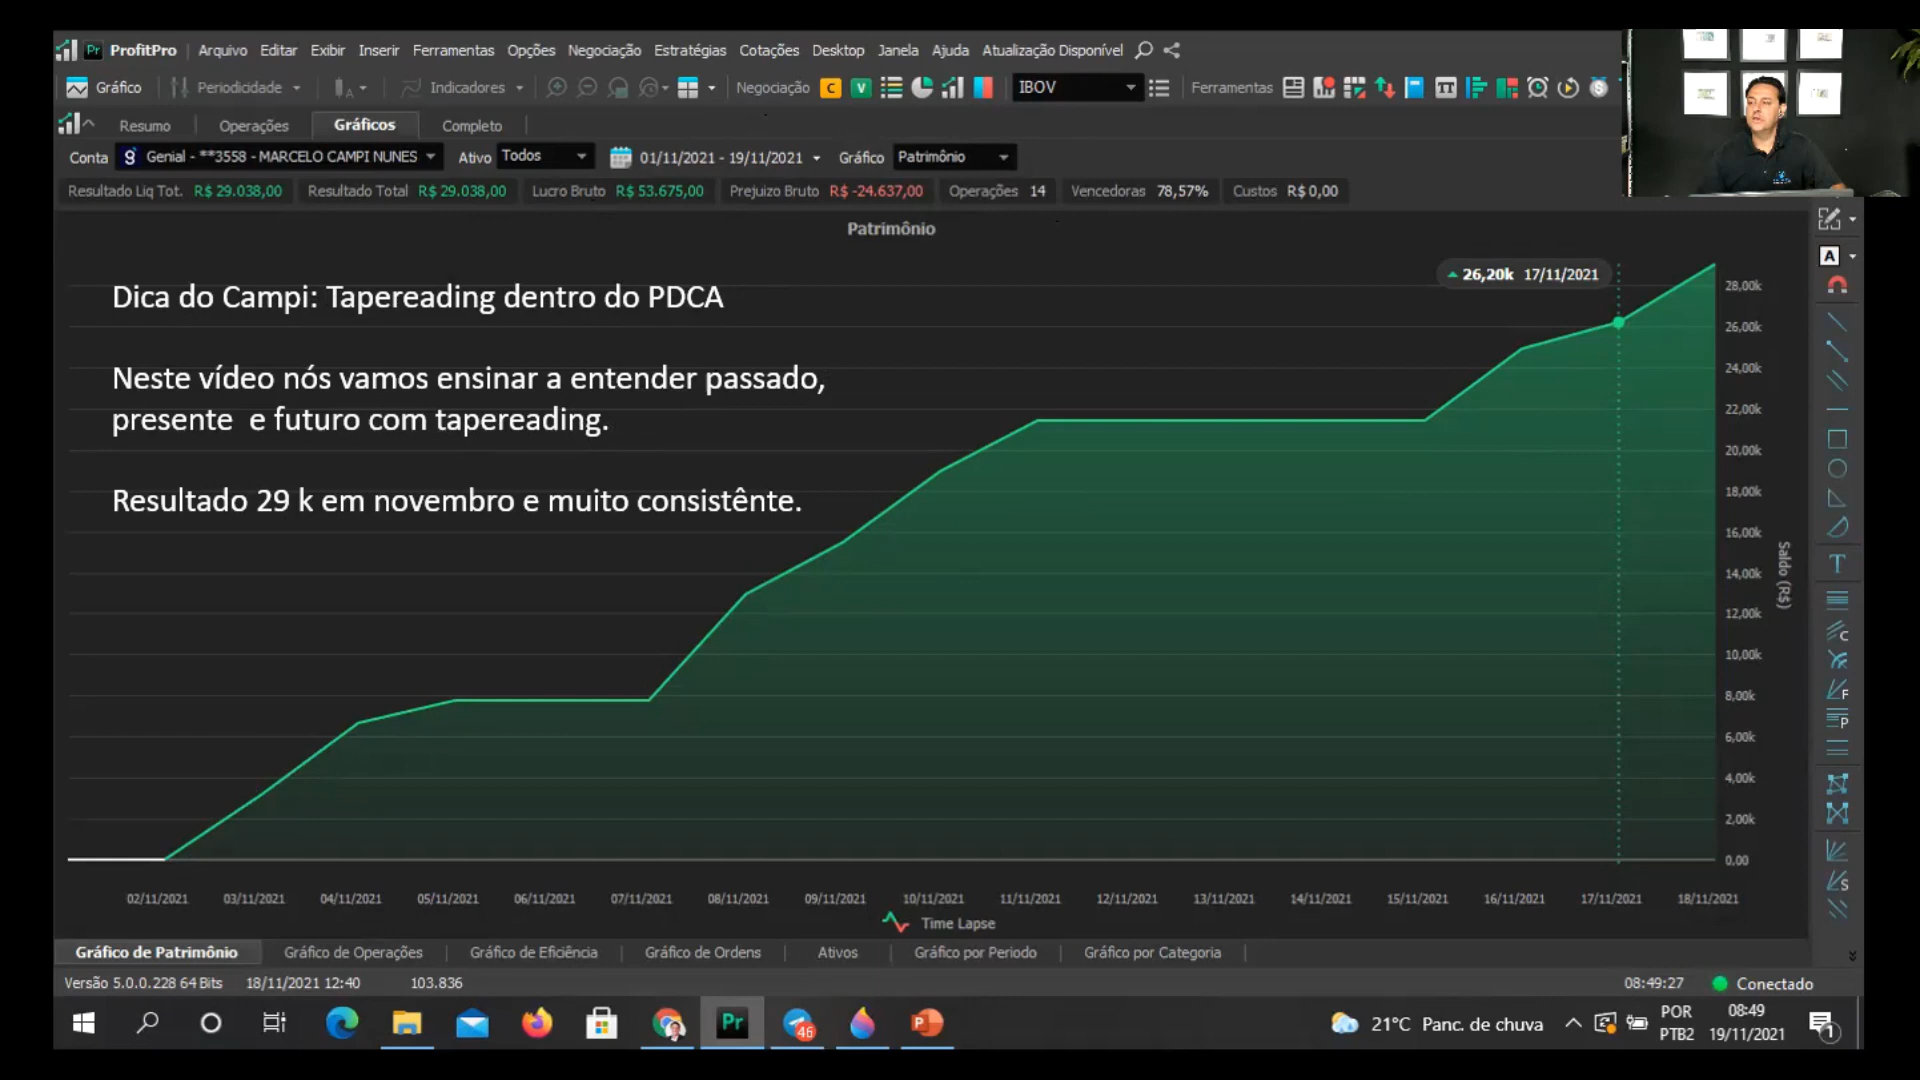 Pr ProfitPro Arquivo Editar Exibir Inserir Ferramentas Opções Negociação Estratégias Cotações Desktop Janela Ajuda Atualização Disponível
Gráfico Periodicidade A Indicadores Negociação C V IBOV Ferramentas TT
Resumo Operações Gráficos Completo
Conta Genial - **3558 - MARCELO CAMPI NUNES Ativo Todos 01/11/2021 - 19/11/2021 Gráfico Patrimônio
Resultado Liq Tot. R$ 29.038,00 Resultado Total R$ 29.038,00 Lucro Bruto R$ 53.675,00 Prejuizo Bruto R$ -24.637,00 Operações 14 Vencedoras 78,57% Custos R$ 0,00
Patrimônio
Dica do Campi: Tapereading dentro do PDCA
Neste vídeo nós vamos ensinar a entender passado,
presente e futuro com tapereading.
Resultado 29 k em novembro e muito consistênte.
26,20k 17/11/2021
28,00k
26,00k
24,00k
22,00k
20,00k
18,00k
16,00k
14,00k
12,00k
10,00k
8,00k
6,00k
4,00k
2,00k
0,00
Saldo (R$)
A
T
C
F
P
S
02/11/2021 03/11/2021 04/11/2021 05/11/2021 06/11/2021 07/11/2021 08/11/2021 09/11/2021 10/11/2021 11/11/2021 12/11/2021 13/11/2021 14/11/2021 15/11/2021 16/11/2021 17/11/2021 18/11/2021
Time Lapse
Gráfico de Patrimônio Gráfico de Operações Gráfico de Eficiência Gráfico de Ordens Ativos Gráfico por Periodo Gráfico por Categoria
Versão 5.0.0.228 64 Bits 18/11/2021 12:40 103.836 08:49:27 Conectado
Pr 46 P 21°C Panc. de chuva POR 08:49
PTB2 19/11/2021 1